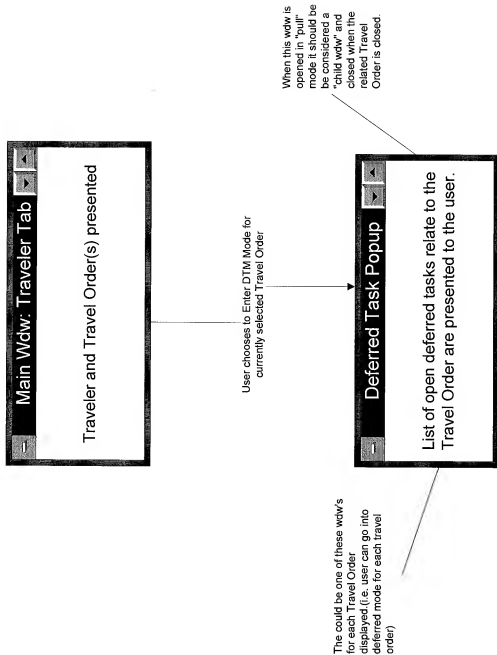 Main Wdw: Traveler Tab
Traveler and Travel Order(s) presented
User chooses to Enter DTM Mode for
currently selected Travel Order
When this wdw is
opened in "pull"
mode it should be
be considered a
"child wdw" and
closed when the
related Travel
Order is closed.
Deferred Task Popup
List of open deferred tasks relate to the
Travel Order are presented to the user.
The could be one of these wdw's
for each Travel Order
displayed.(i.e. user can go into
deferred mode for each travel
order)